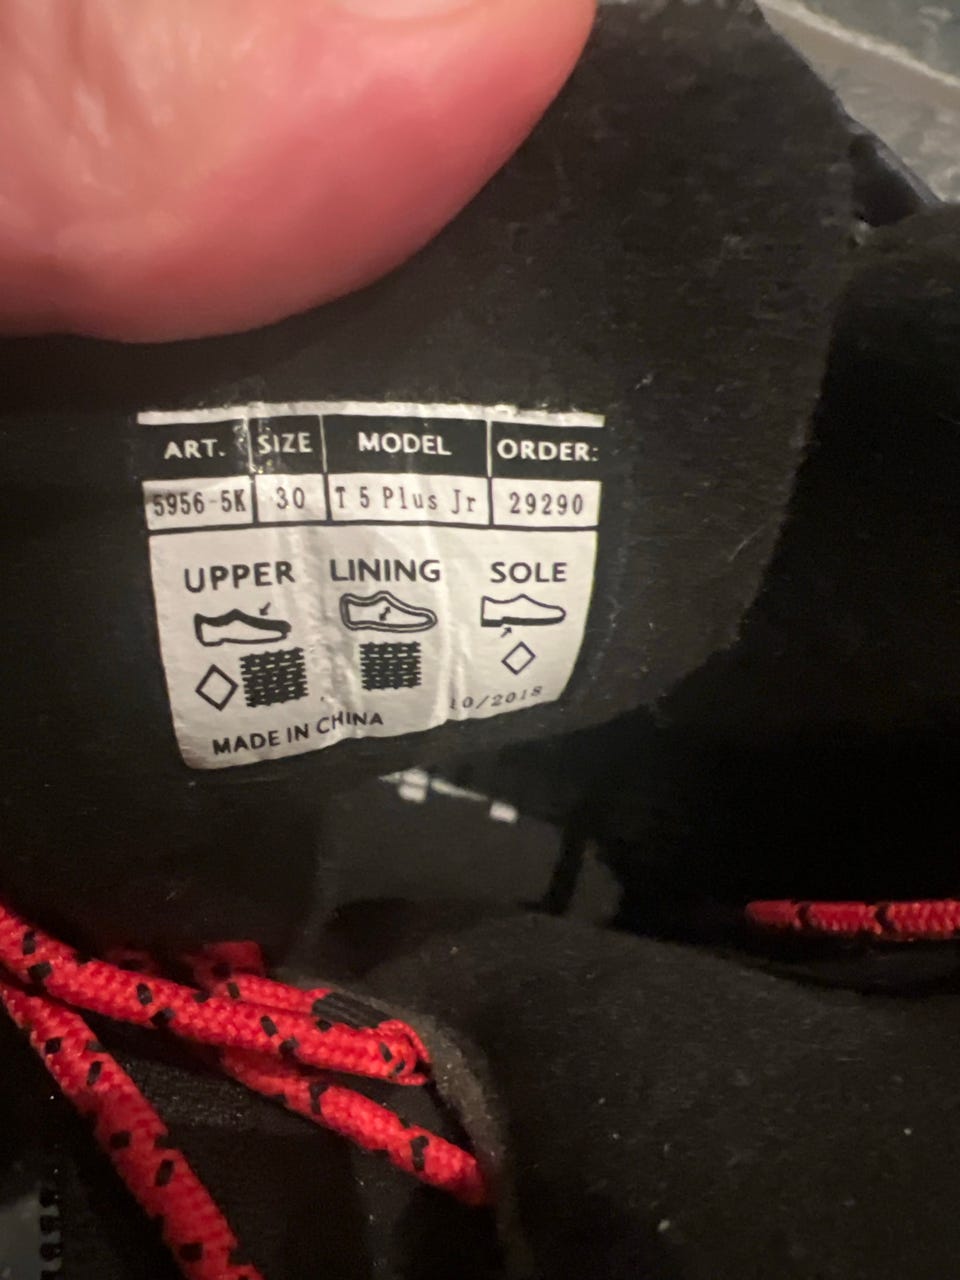 ART. SIZE MODEL ORDER:
5956-5K 30 T 5 Plus Jr 29290
UPPER LINING SOLE
10/2018
MADE IN CHINA